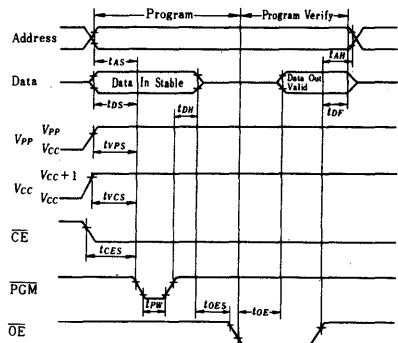 Program Program Verify
Address
tAS tAH
Data Data In Stable Data Out Valid
tDS tDH tDF
VPP VPP
VCC tVPS
VCC VCC+1
VCC tVCS
CE
tCES
PGM
tPW tOES tOE
OE